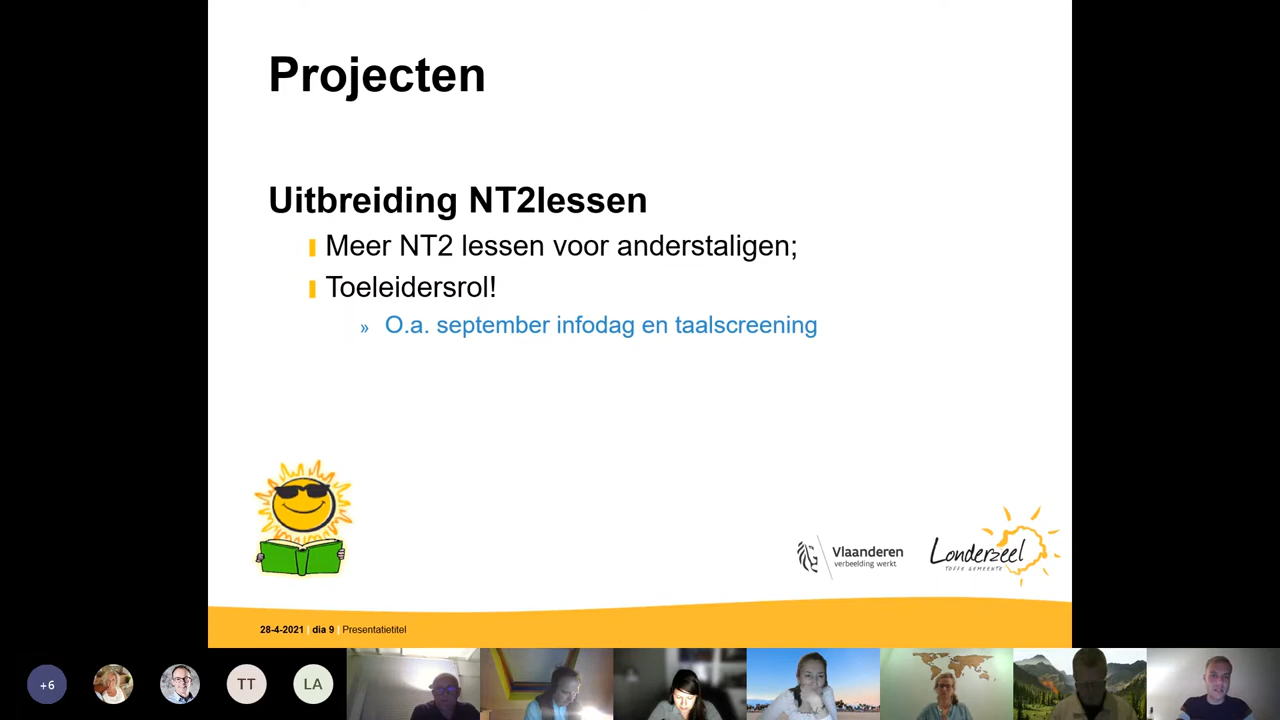 Projecten
Uitbreiding NT2lessen
Meer NT2 lessen voor anderstaligen;
Toeleidersrol!
» O.a. september infodag en taalscreening
Vlaanderen
verbeelding werkt
Londerzeel
TOFFE GEMEENTE
28-4-2021 | dia 9 | Presentatietitel
+6
TT
LA